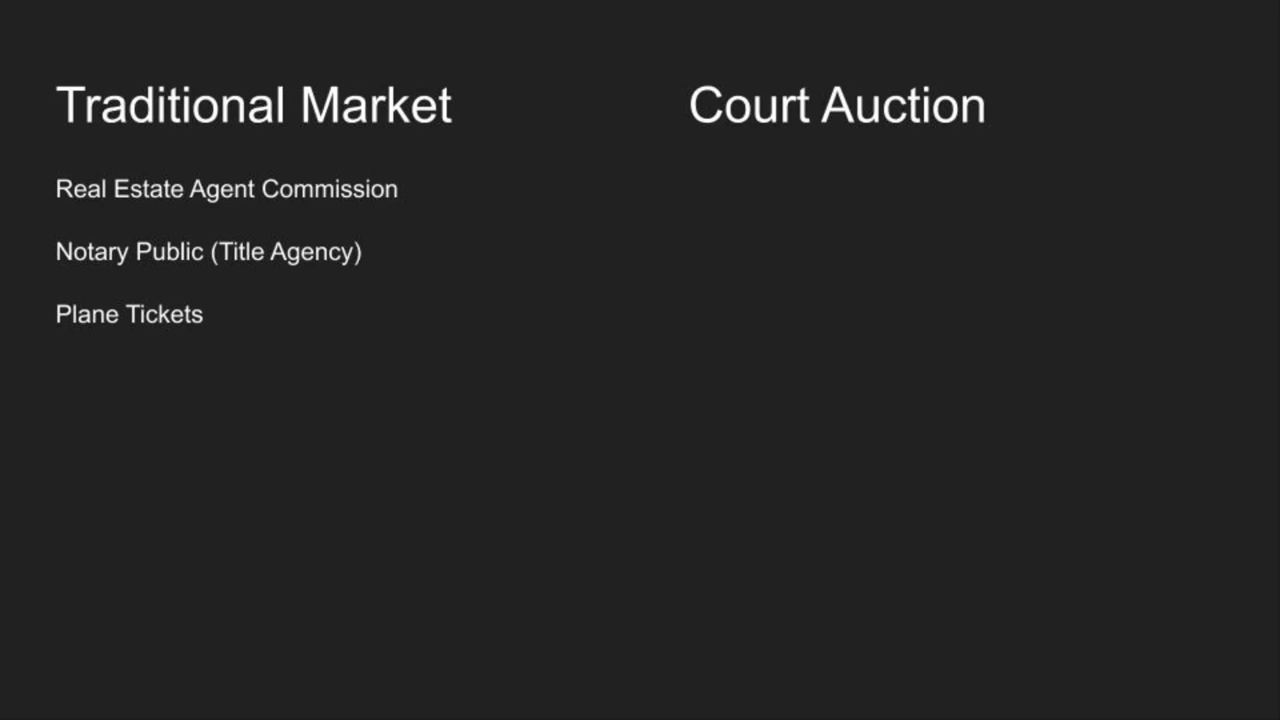 Traditional Market
Court Auction
Real Estate Agent Commission
Notary Public (Title Agency)
Plane Tickets